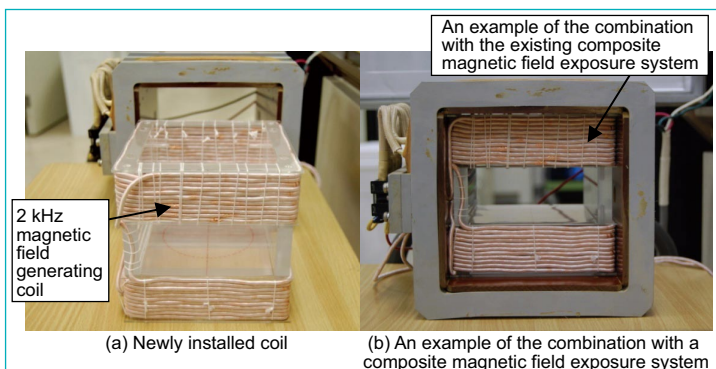 An example of the combination
with the existing composite
magnetic field exposure system
2 kHz
magnetic
field
generating
coil
(a) Newly installed coil
(b) An example of the combination with a
composite magnetic field exposure system